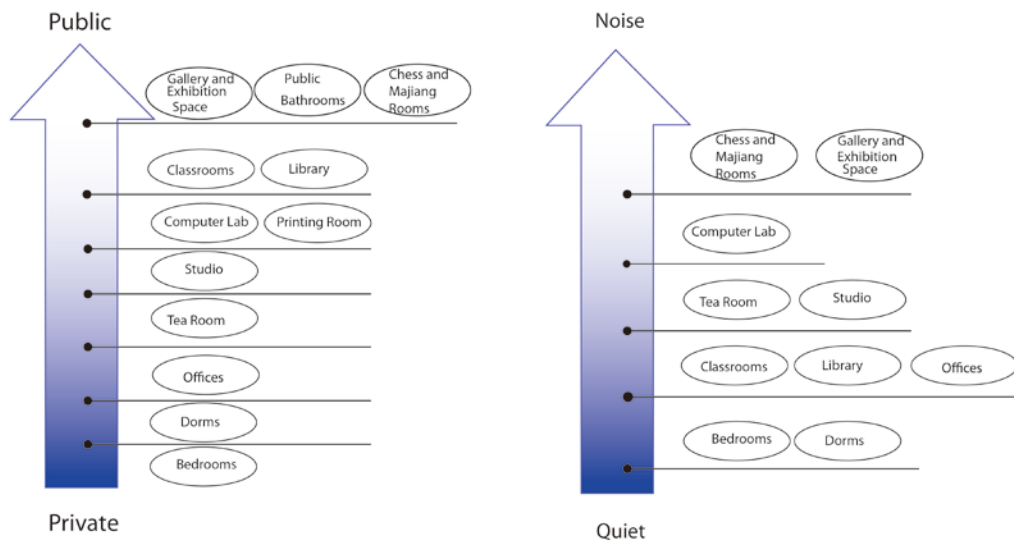 Public
Gallery and
Exhibition
Space
Public
Bathrooms
Chess and
Majiang
Rooms
Classrooms
Library
Computer Lab
Printing Room
Studio
Tea Room
Offices
Dorms
Bedrooms
Private
Noise
Chess and
Majiang
Rooms
Gallery and
Exhibition
Space
Computer Lab
Tea Room
Studio
Classrooms
Library
Offices
Bedrooms
Dorms
Quiet